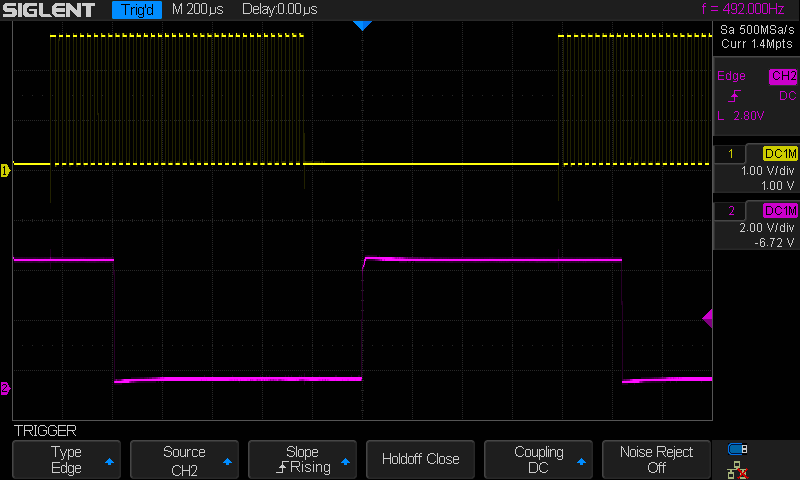 SIGLENT Trig'd M 200µs Delay:0.00µs f = 492.000Hz
Sa 500MSa/s
Curr 1.4Mpts
Edge CH2
DC
L 2.80V
1 DC1M
1.00 V/div
1.00 V
2 DC1M
2.00 V/div
-6.72 V
1
2
TRIGGER
Type
Edge
Source
CH2
Slope
Rising
Holdoff Close
Coupling
DC
Noise Reject
Off